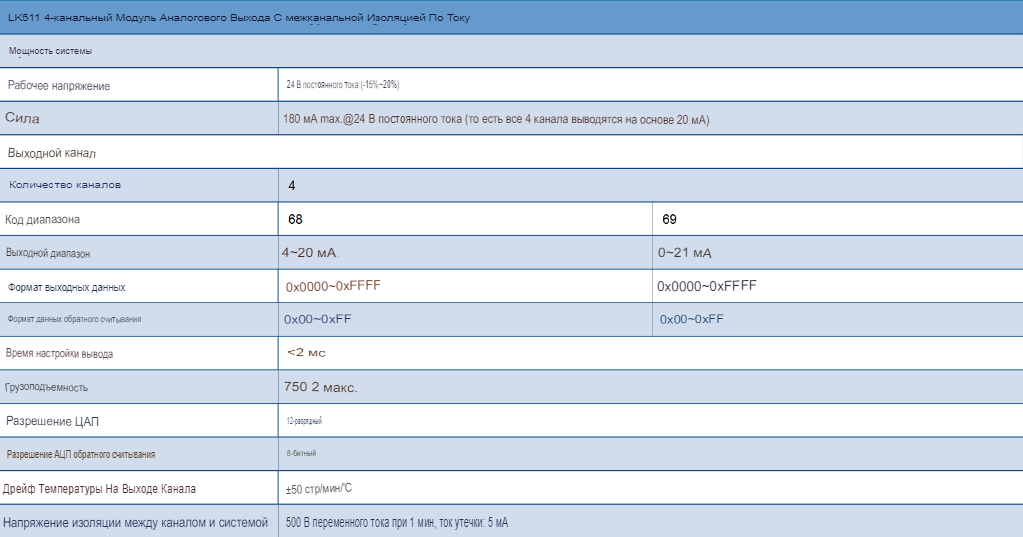 LK511 4-канальный Модуль Аналогового Выхода С межканальной Изоляцией По Току
Мощность системы
Рабочее напряжение 24 В постоянного тока (-15%~20%)
Сила 180 мА max.@24 В постоянного тока (то есть все 4 канала выводятся на основе 20 мА)
Выходной канал
Количество каналов 4
Код диапазона 68 69
Выходной диапазон 4~20 мА. 0~21 мА
Формат выходных данных 0x0000~0xFFFF 0x0000~0xFFFF
Формат данных обратного считывания 0x00~0xFF 0x00~0xFF
Время настройки вывода <2 мс
Грузоподъемность 750 2 макс.
Разрешение ЦАП 12-разрядный
Разрешение АЦП обратного считывания 8-битный
Дрейф Температуры На Выходе Канала ±50 стр/мин/°C
Напряжение изоляции между каналом и системой 500 В переменного тока при 1 мин, ток утечки: 5 мА